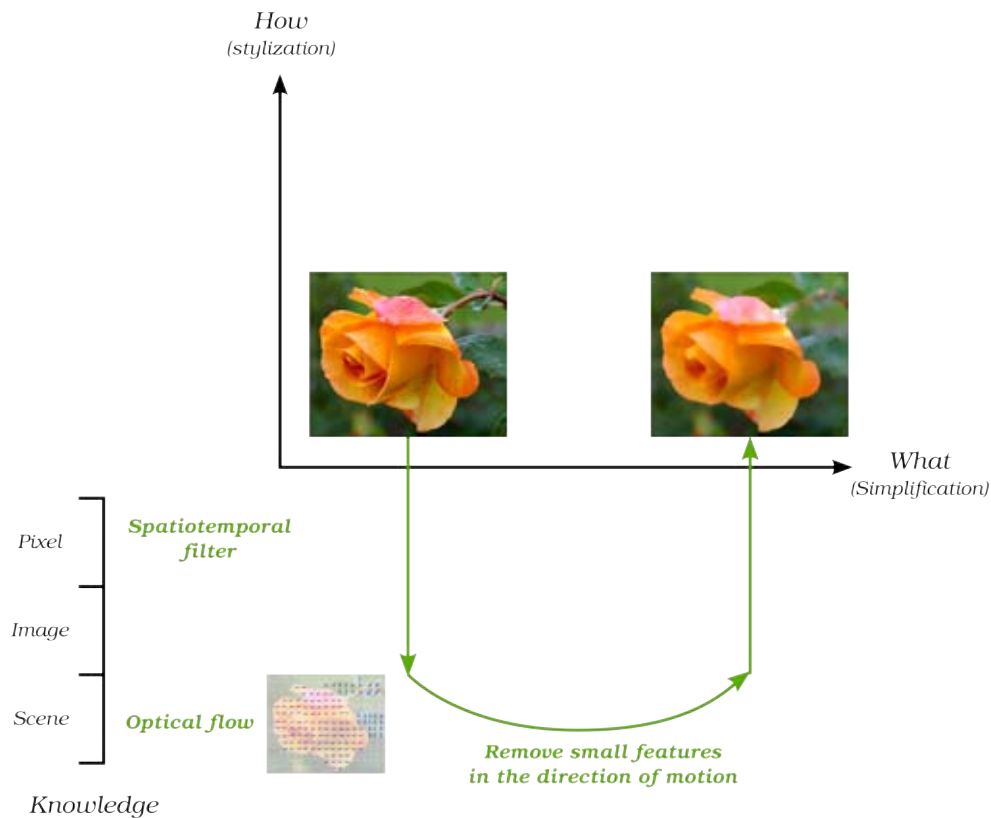 How
(stylization)
What
(Simplification)
Pixel
Spatiotemporal
filter
Image
Scene
Optical flow
Remove small features
in the direction of motion
Knowledge